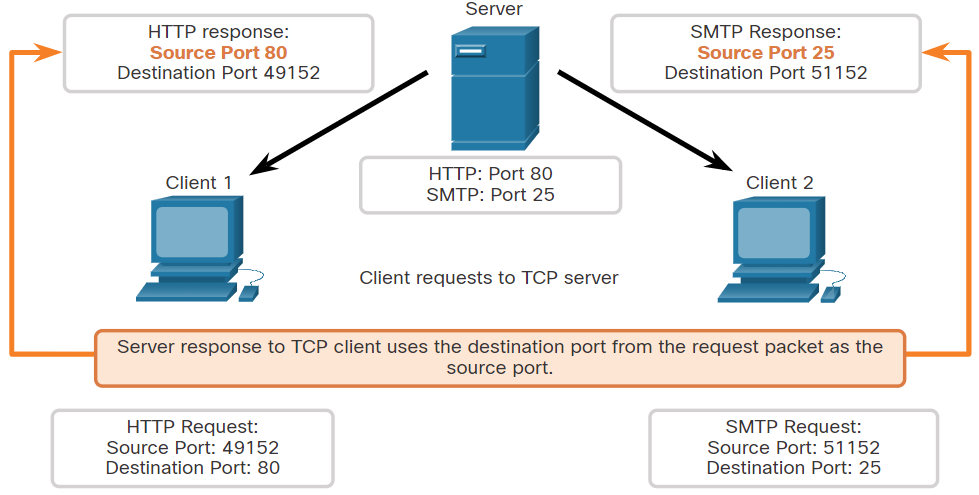 Server
HTTP response:
Source Port 80
Destination Port 49152
SMTP Response:
Source Port 25
Destination Port 51152
HTTP: Port 80
SMTP: Port 25
Client 1
Client 2
Client requests to TCP server
Server response to TCP client uses the destination port from the request packet as the
source port.
HTTP Request:
Source Port: 49152
Destination Port: 80
SMTP Request:
Source Port: 51152
Destination Port: 25